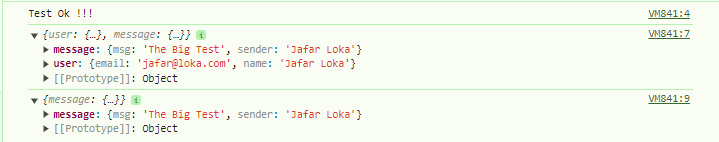 Test Ok !!! VM841:4
▼ {user: {…}, message: {…}} i VM841:7
▶ message: {msg: 'The Big Test', sender: 'Jafar Loka'}
▶ user: {email: 'jafar@loka.com', name: 'Jafar Loka'}
▶ [[Prototype]]: Object
▼ {message: {…}} i VM841:9
▶ message: {msg: 'The Big Test', sender: 'Jafar Loka'}
▶ [[Prototype]]: Object